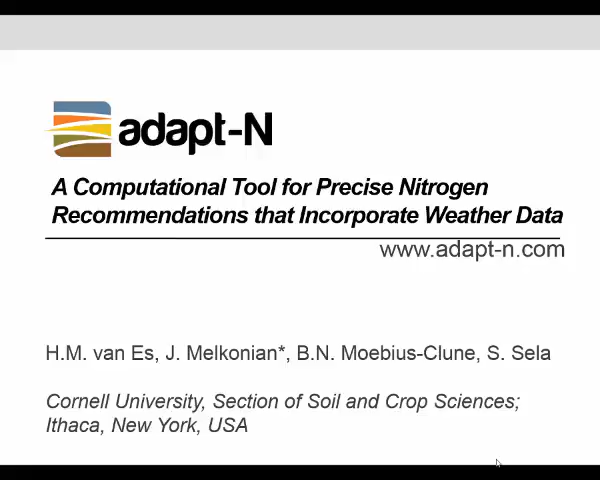 adapt-N
A Computational Tool for Precise Nitrogen
Recommendations that Incorporate Weather Data
www.adapt-n.com
H.M. van Es, J. Melkonian*, B.N. Moebius-Clune, S. Sela
Cornell University, Section of Soil and Crop Sciences;
Ithaca, New York, USA